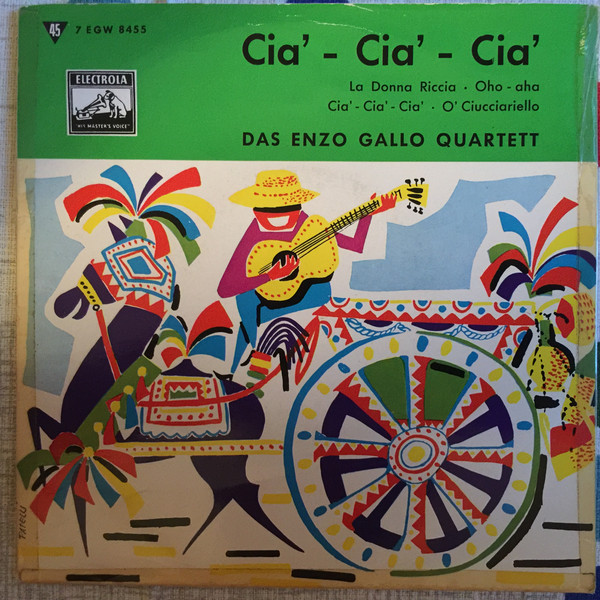 45 7 EGW 8455
Cia' - Cia' - Cia'
ELECTROLA
La Donna Riccia · Oho - aha
Cia' - Cia' - Cia' · O' Ciucciariello
"HIS MASTER'S VOICE"
DAS ENZO GALLO QUARTETT